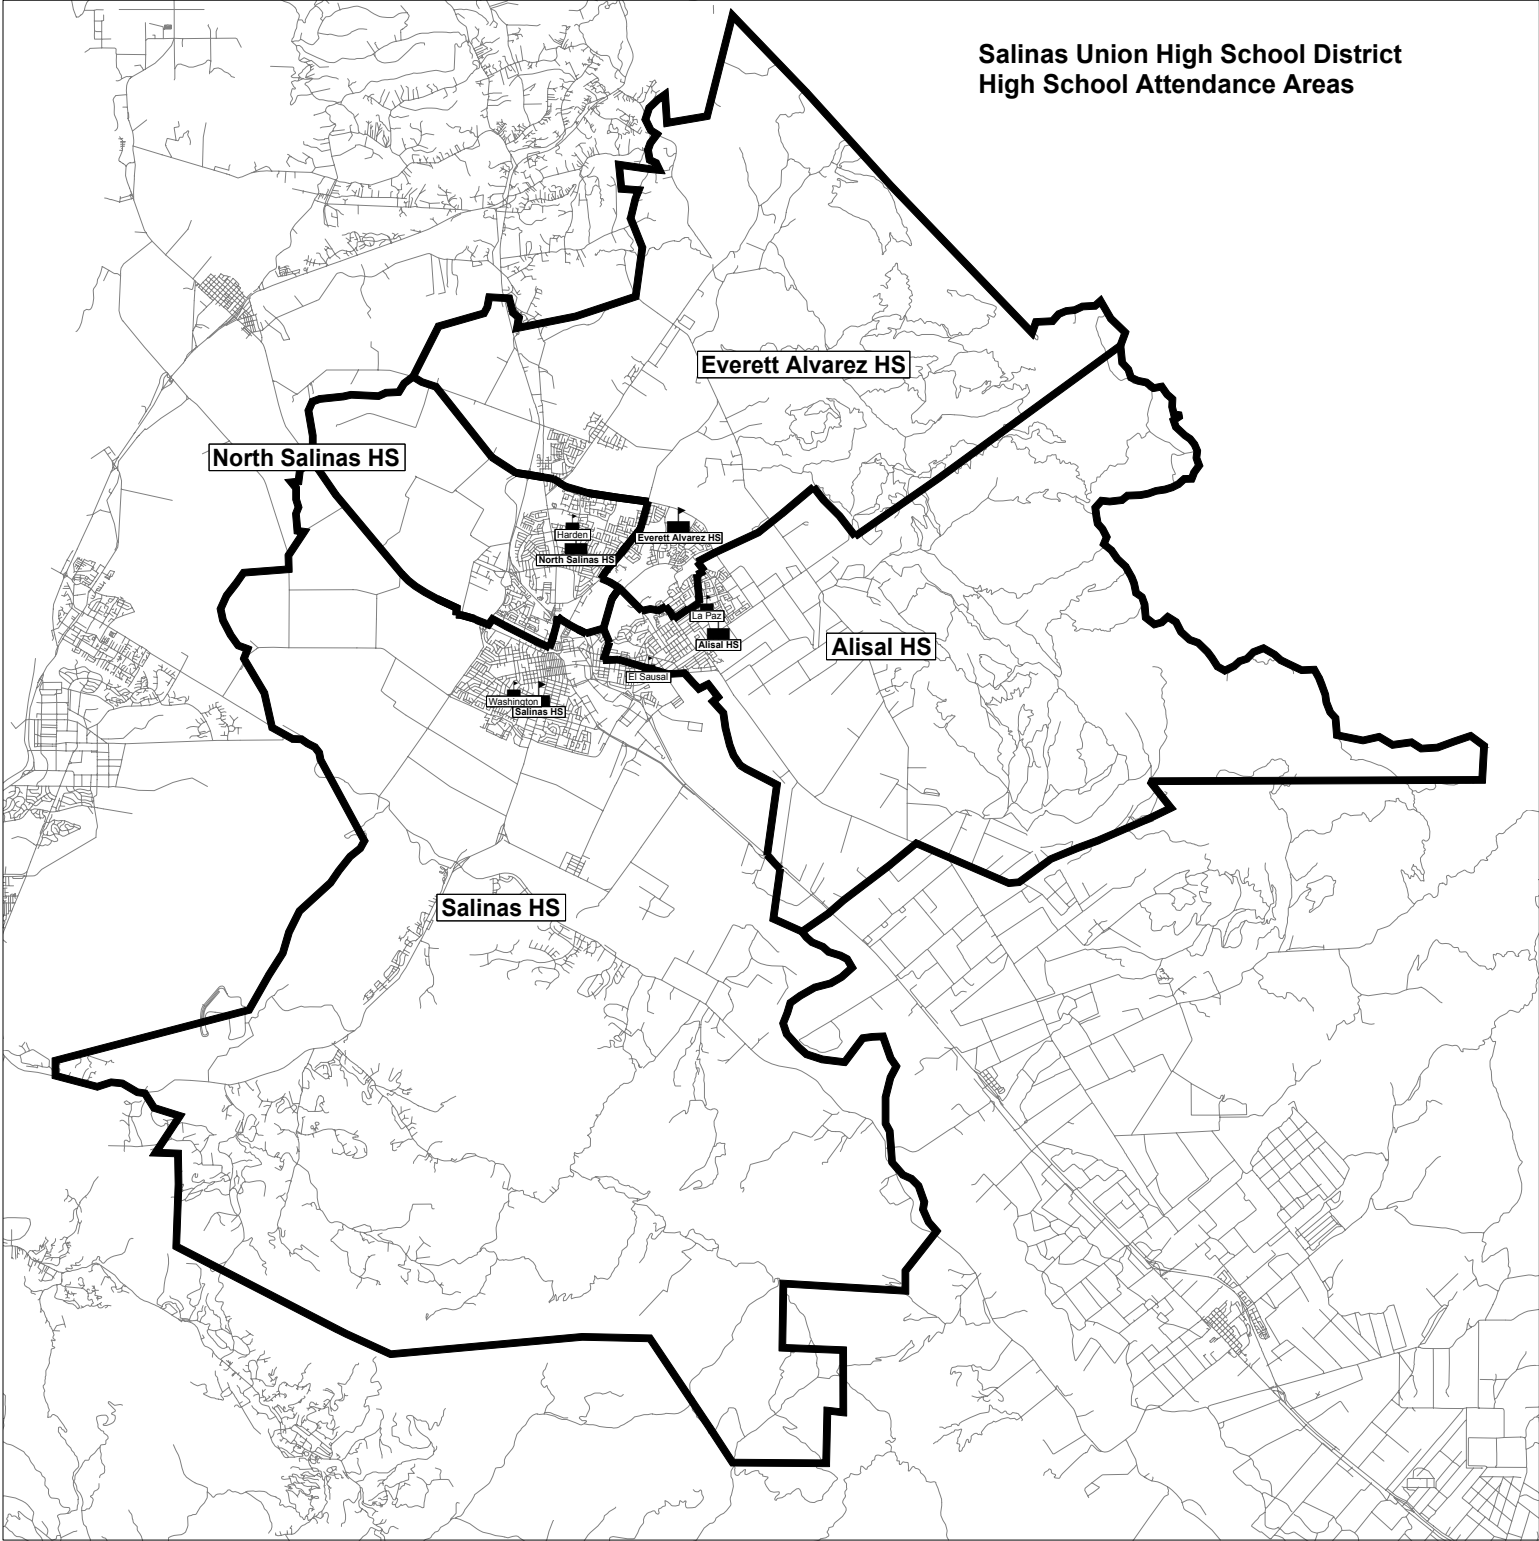 Salinas Union High School District
High School Attendance Areas
Everett Alvarez HS
North Salinas HS
Harden
Everett Alvarez HS
North Salinas HS
La Paz
Alisal HS
Alisal HS
El Sausal
Washington
Salinas HS
Salinas HS